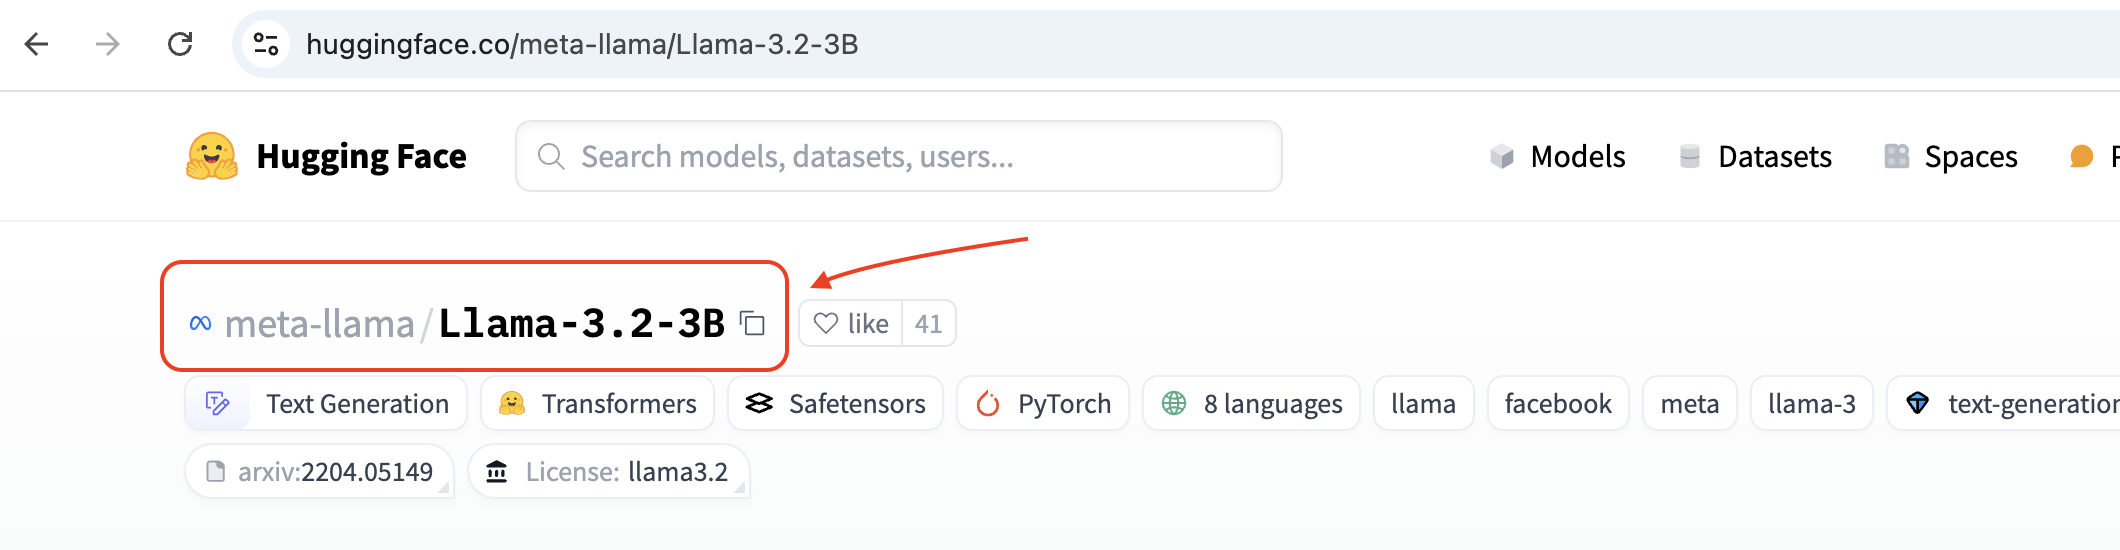 huggingface.co/meta-llama/Llama-3.2-3B
Hugging Face Search models, datasets, users... Models Datasets Spaces
meta-llama/Llama-3.2-3B like 41
Text Generation Transformers Safetensors PyTorch 8 languages llama facebook meta llama-3 text-generation
arxiv:2204.05149 License: llama3.2